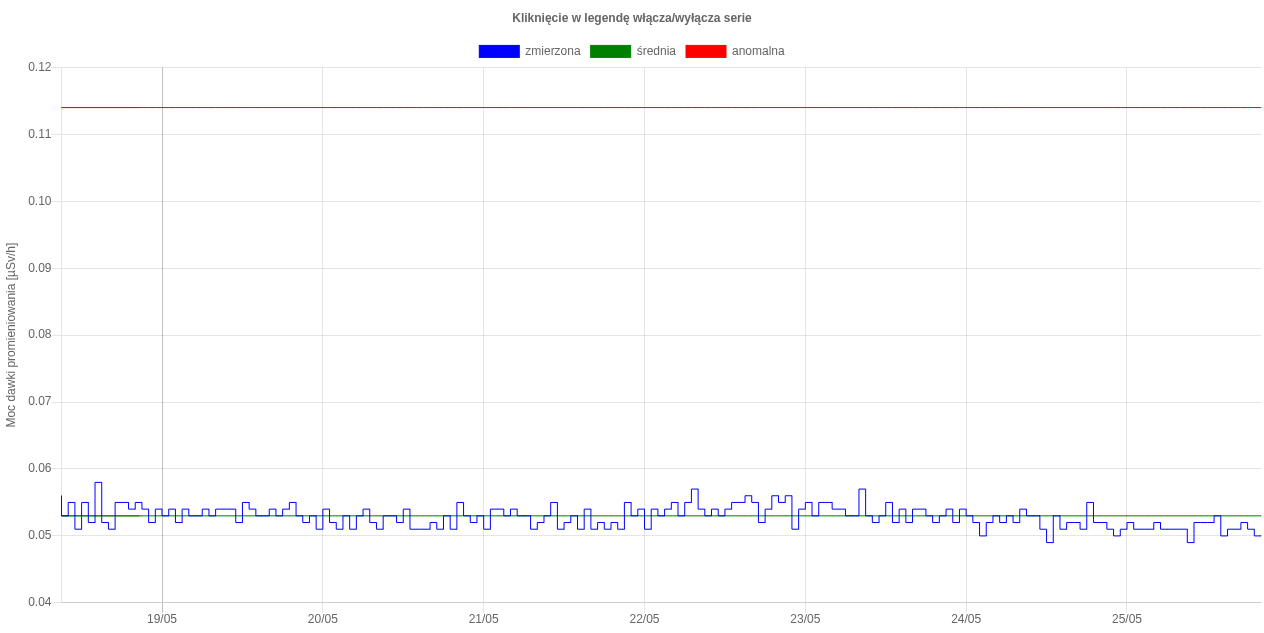 Kliknięcie w legendę włącza/wyłącza serie
zmierzona średnia anomalna
Moc dawki promieniowania [µSv/h]
0.12
0.11
0.10
0.09
0.08
0.07
0.06
0.05
0.04
19/05 20/05 21/05 22/05 23/05 24/05 25/05